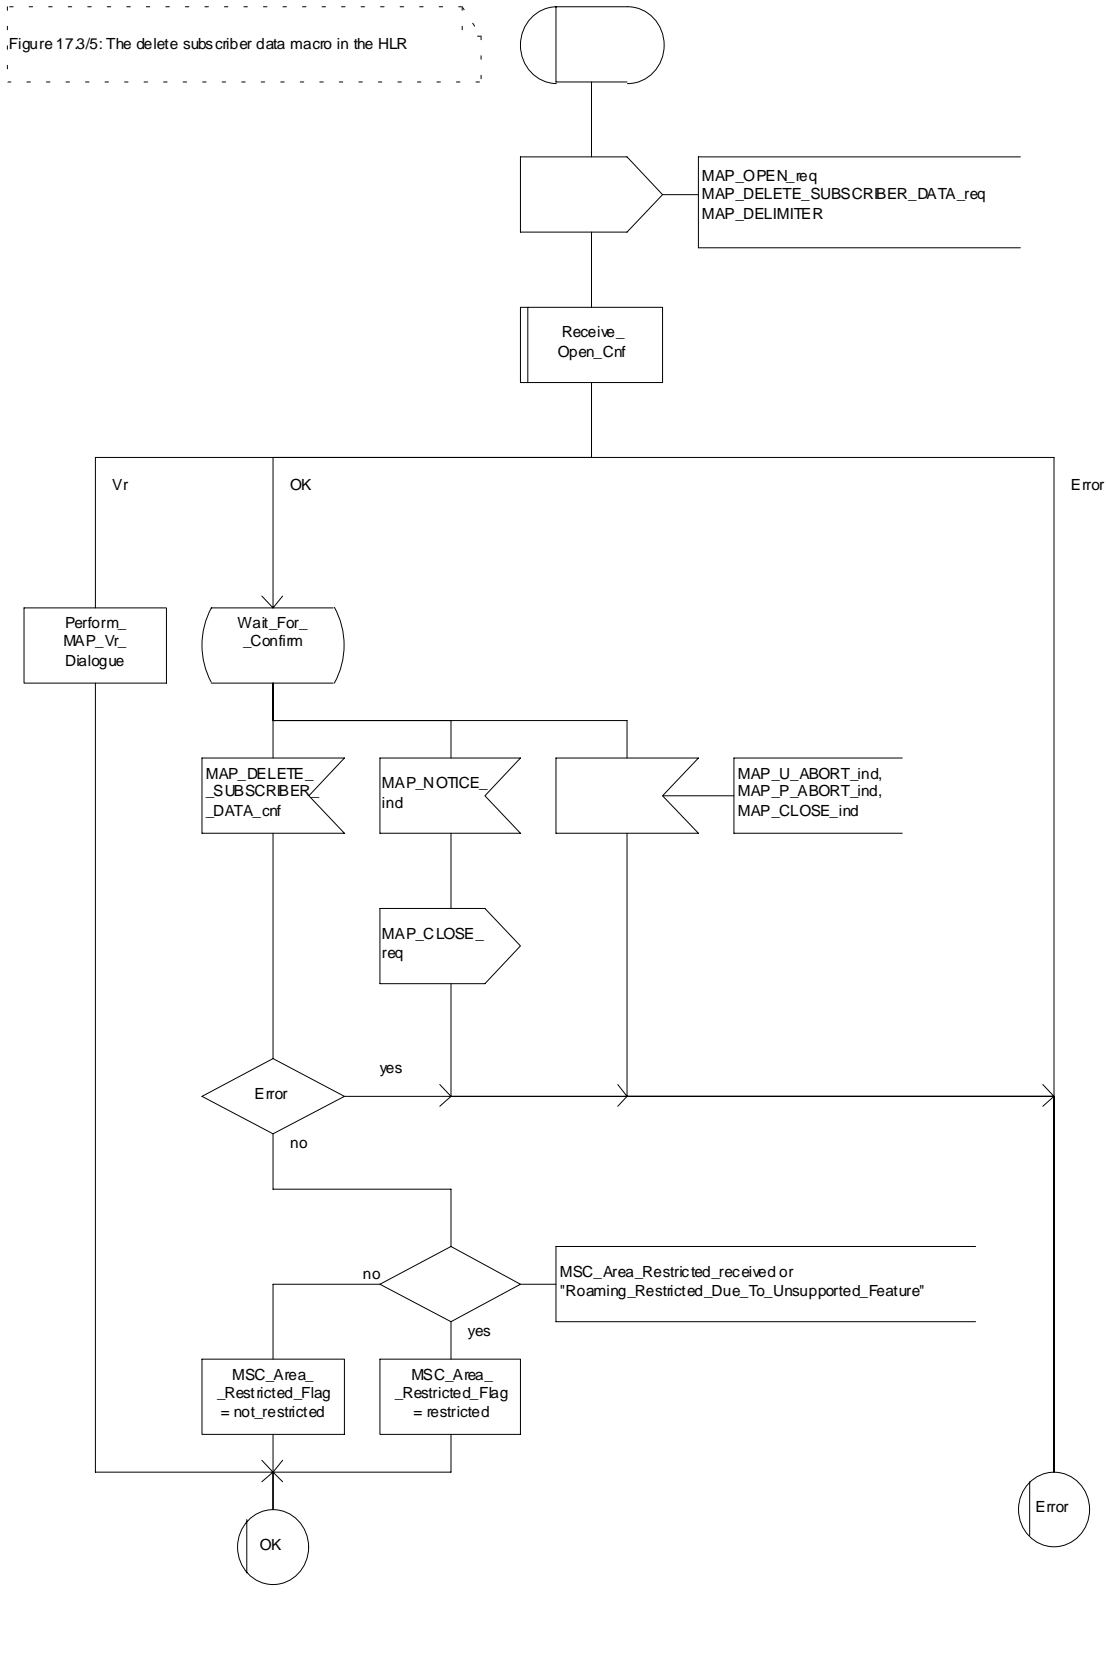 Figure 17.3/5: The delete subscriber data macro in the HLR
MAP_OPEN_req
MAP_DELETE_SUBSCRIBER_DATA_req
MAP_DELIMITER
Receive_
Open_Cnf
Vr
OK
Error
Perform_
MAP_Vr_
Dialogue
Wait_For_
_Confirm
MAP_DELETE_
_SUBSCRIBER_
_DATA_cnf
MAP_NOTICE_
ind
MAP_U_ABORT_ind,
MAP_P_ABORT_ind,
MAP_CLOSE_ind
MAP_CLOSE_
req
Error
yes
no
MSC_Area_Restricted_received or
"Roaming_Restricted_Due_To_Unsupported_Feature"
no
yes
MSC_Area_
_Restricted_Flag
= not_restricted
MSC_Area_
_Restricted_Flag
= restricted
OK
Error